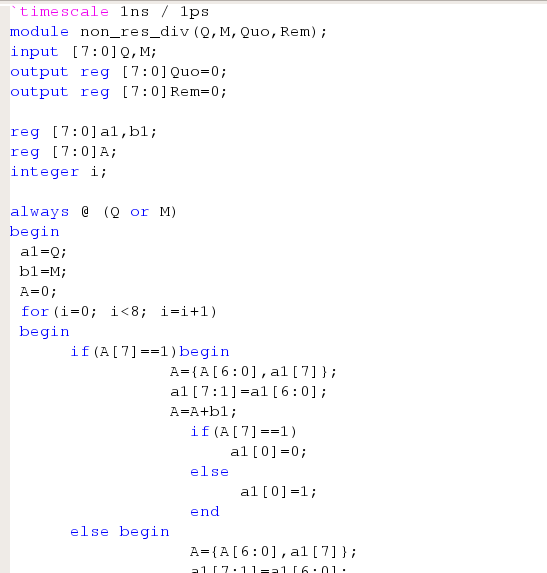 `timescale 1ns / 1ps
module non_res_div(Q,M,Quo,Rem);
input [7:0]Q,M;
output reg [7:0]Quo=0;
output reg [7:0]Rem=0;
reg [7:0]a1,b1;
reg [7:0]A;
integer i;
always @ (Q or M)
begin
a1=Q;
b1=M;
A=0;
for(i=0; i<8; i=i+1)
begin
if(A[7]==1)begin
A={A[6:0],a1[7]};
a1[7:1]=a1[6:0];
A=A+b1;
if(A[7]==1)
a1[0]=0;
else
a1[0]=1;
end
else begin
A={A[6:0],a1[7]};
a1[7:1]=a1[6:0];